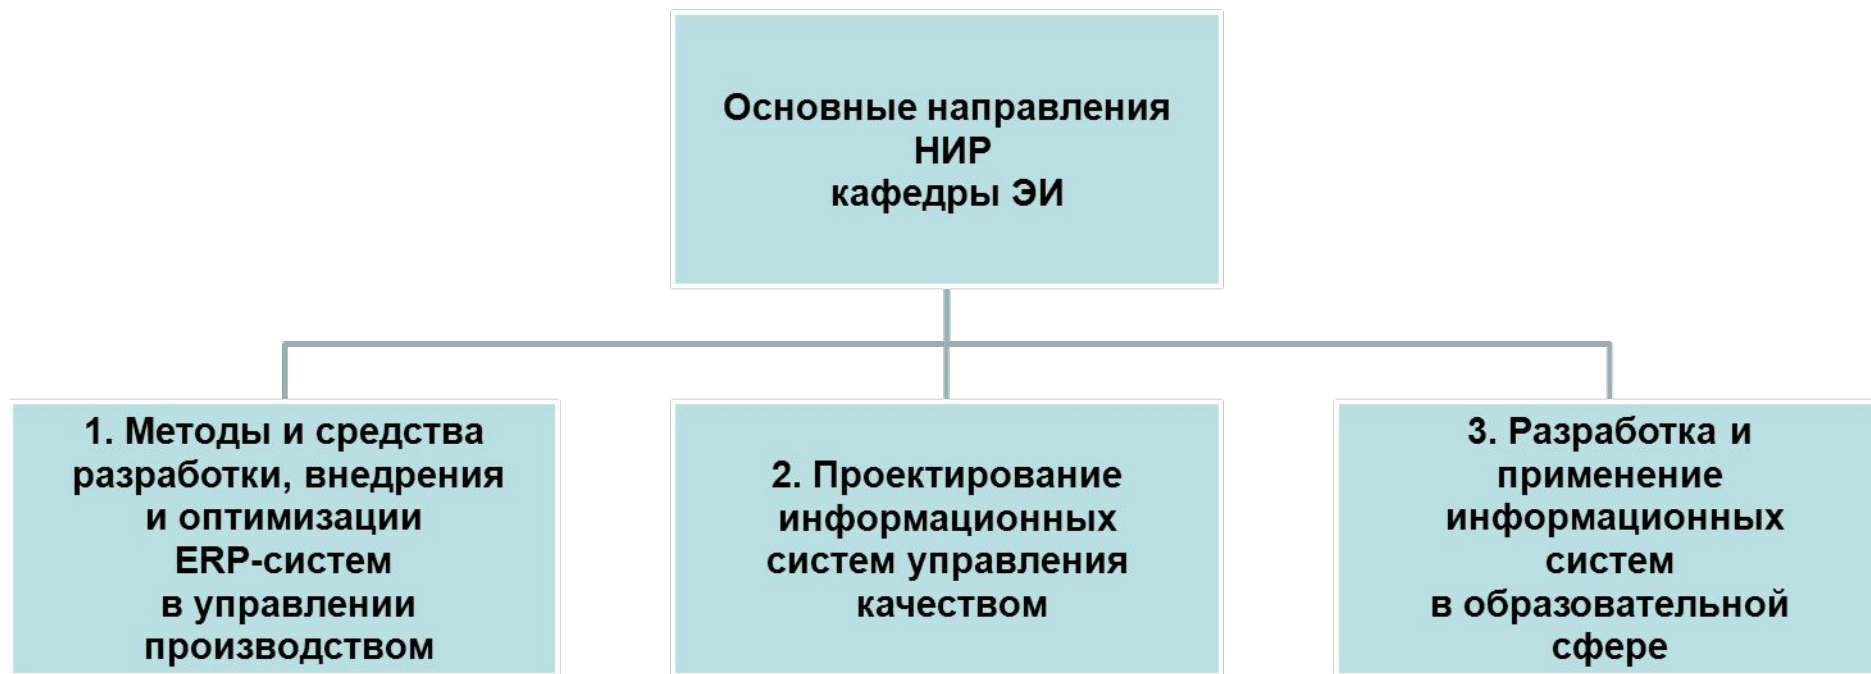 Основные направления
НИР
кафедры ЭИ
1. Методы и средства
разработки, внедрения
и оптимизации
ERP-систем
в управлении
производством
2. Проектирование
информационных
систем управления
качеством
3. Разработка и
применение
информационных
систем
в образовательной
сфере